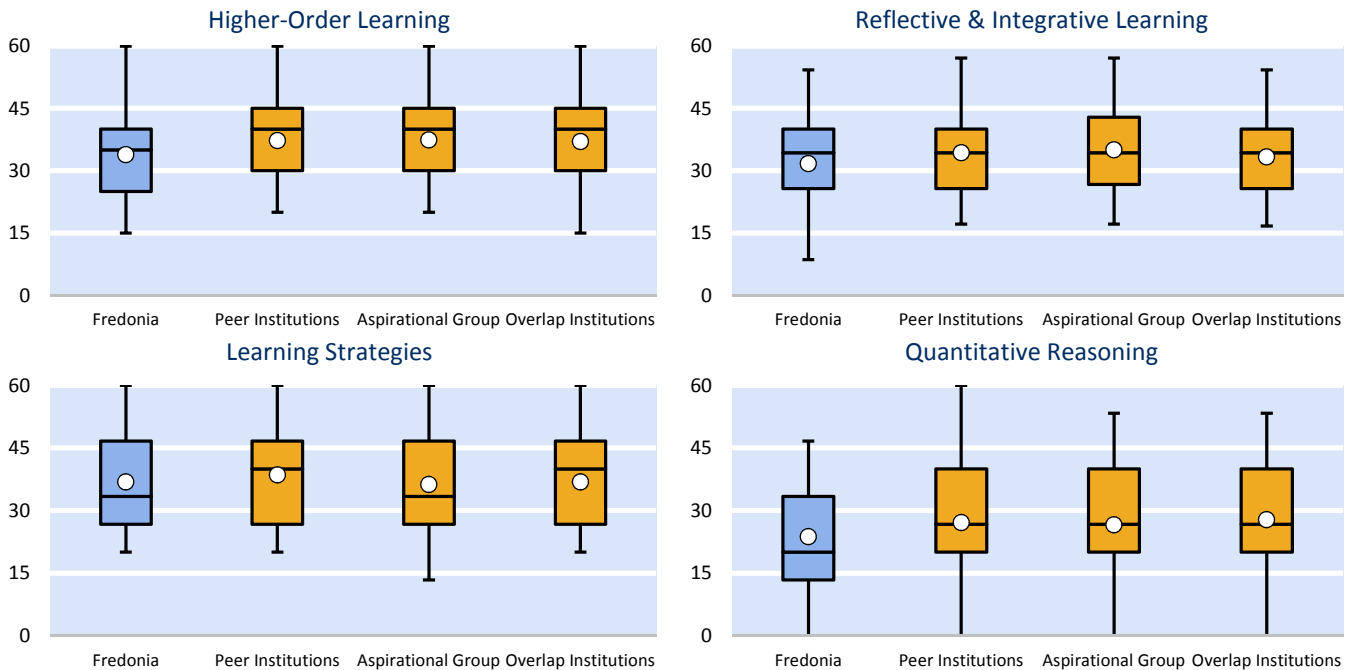 Higher-Order Learning
60
45
30
15
0
Fredonia Peer Institutions Aspirational Group Overlap Institutions
Reflective & Integrative Learning
60
45
30
15
0
Fredonia Peer Institutions Aspirational Group Overlap Institutions
Learning Strategies
60
45
30
15
0
Fredonia Peer Institutions Aspirational Group Overlap Institutions
Quantitative Reasoning
60
45
30
15
0
Fredonia Peer Institutions Aspirational Group Overlap Institutions